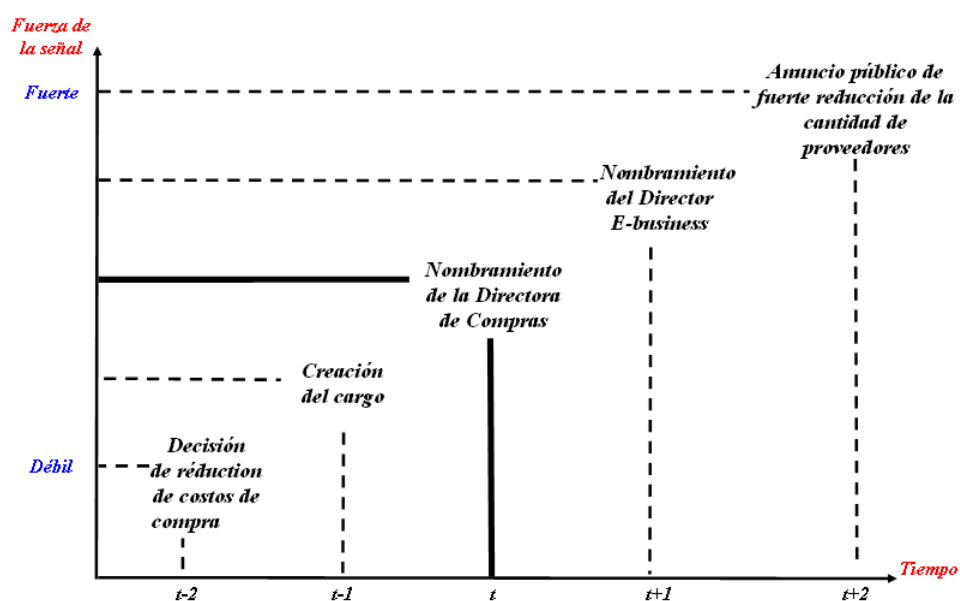 Fuerza de
la señal
Fuerte
Anuncio público de
fuerte reducción de la
cantidad de
proveedores
Nombramiento
del Director
E-business
Nombramiento
de la Directora
de Compras
Creación
del cargo
Débil
Decisión
de réduction
de costos de
compra
Tiempo
t-2
t-1
t
t+1
t+2